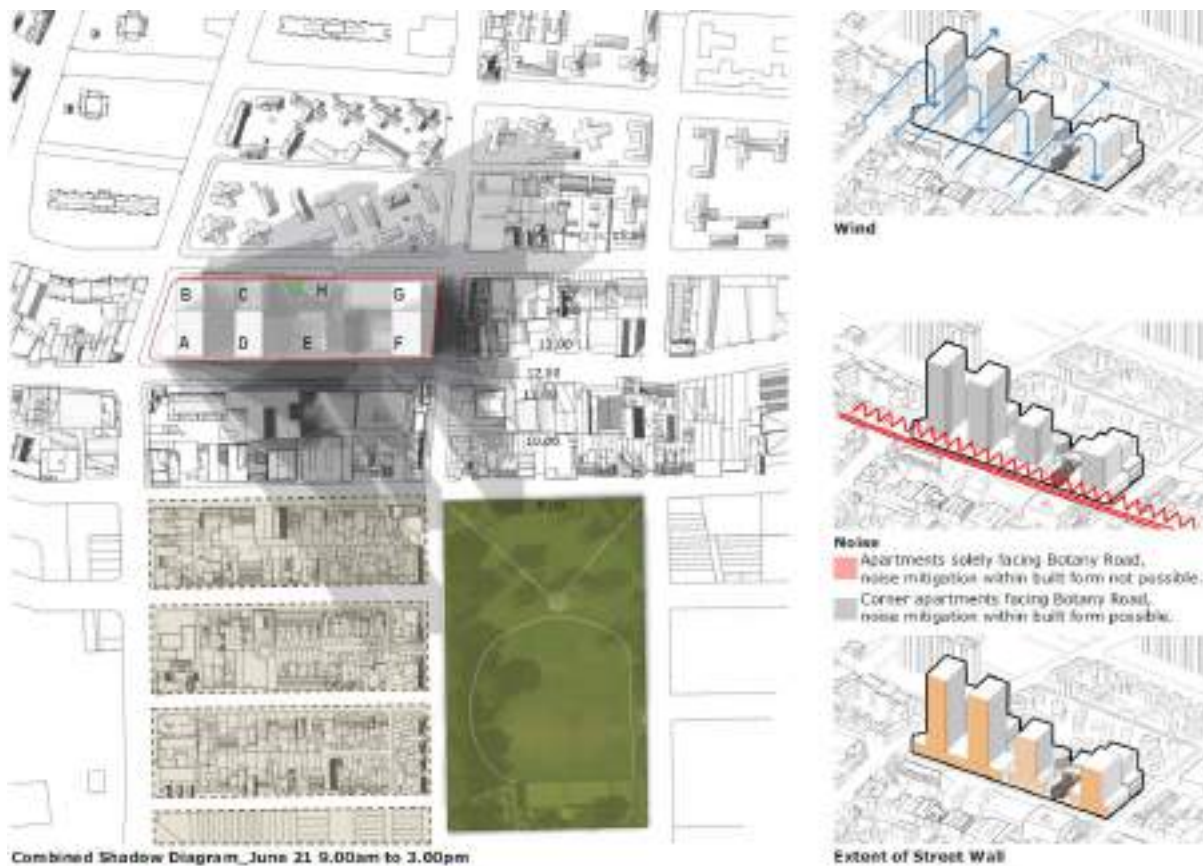 B
C
H
G
A
D
E
F
13.00
12.00
10.00
Combined Shadow Diagram_June 21 9.00am to 3.00pm
Wind
Noise
Apartments solely facing Botany Road,
noise mitigation within built form not possible.
Corner apartments facing Botany Road,
noise mitigation within built form possible.
Extent of Street Wall